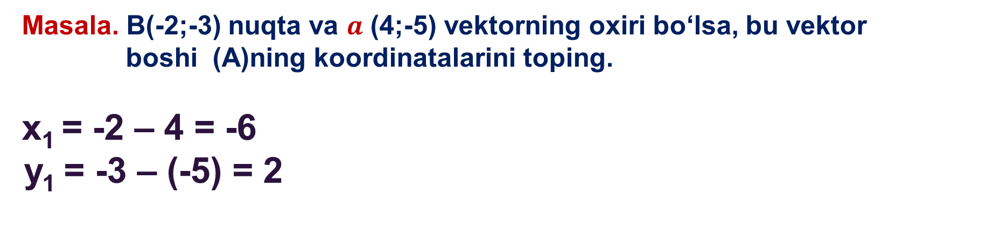 Masala. B(-2;-3) nuqta va a (4;-5) vektorning oxiri bo‘lsa, bu vektor
boshi (A)ning koordinatalarini toping.
x₁ = -2 – 4 = -6
y₁ = -3 – (-5) = 2